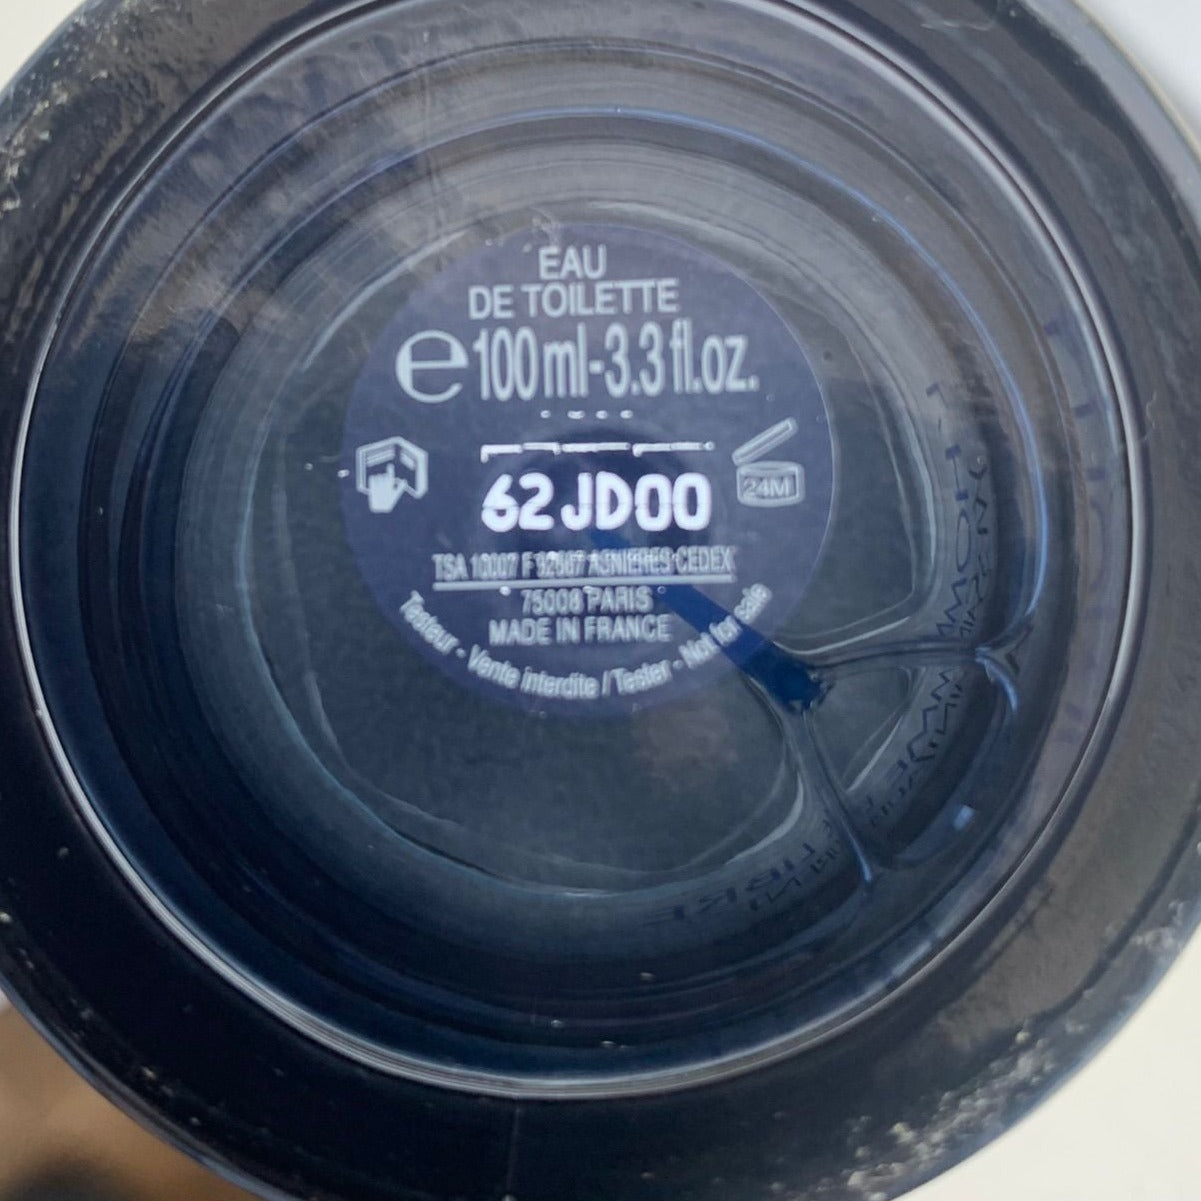 EAU
DE TOILETTE
e 100 ml-3.3 fl.oz.
24M
62JD00
TSA 10007 F 92667 ASNIERES CEDEX
75008 PARIS
MADE IN FRANCE
Testeur - Vente interdite / Tester - Not for sale